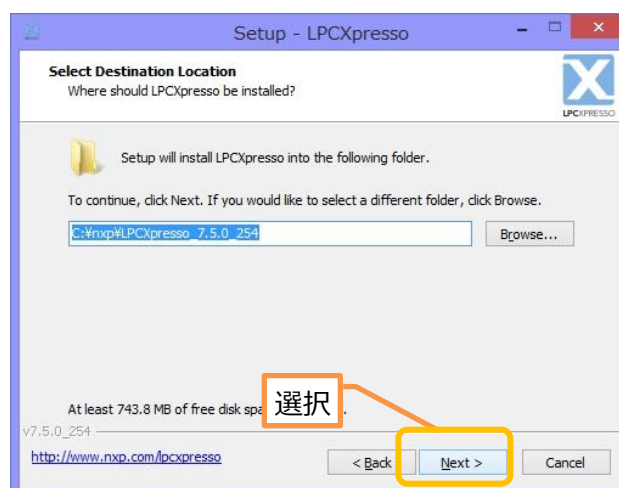 Setup - LPCXpresso
Select Destination Location
Where should LPCXpresso be installed?
LPCXPRESSO
Setup will install LPCXpresso into the following folder.
To continue, click Next. If you would like to select a different folder, click Browse.
C:¥nxp¥LPCXpresso_7.5.0_254
Browse...
選択
At least 743.8 MB of free disk spa
v7.5.0_254
http://www.nxp.com/lpcxpresso
< Back
Next >
Cancel